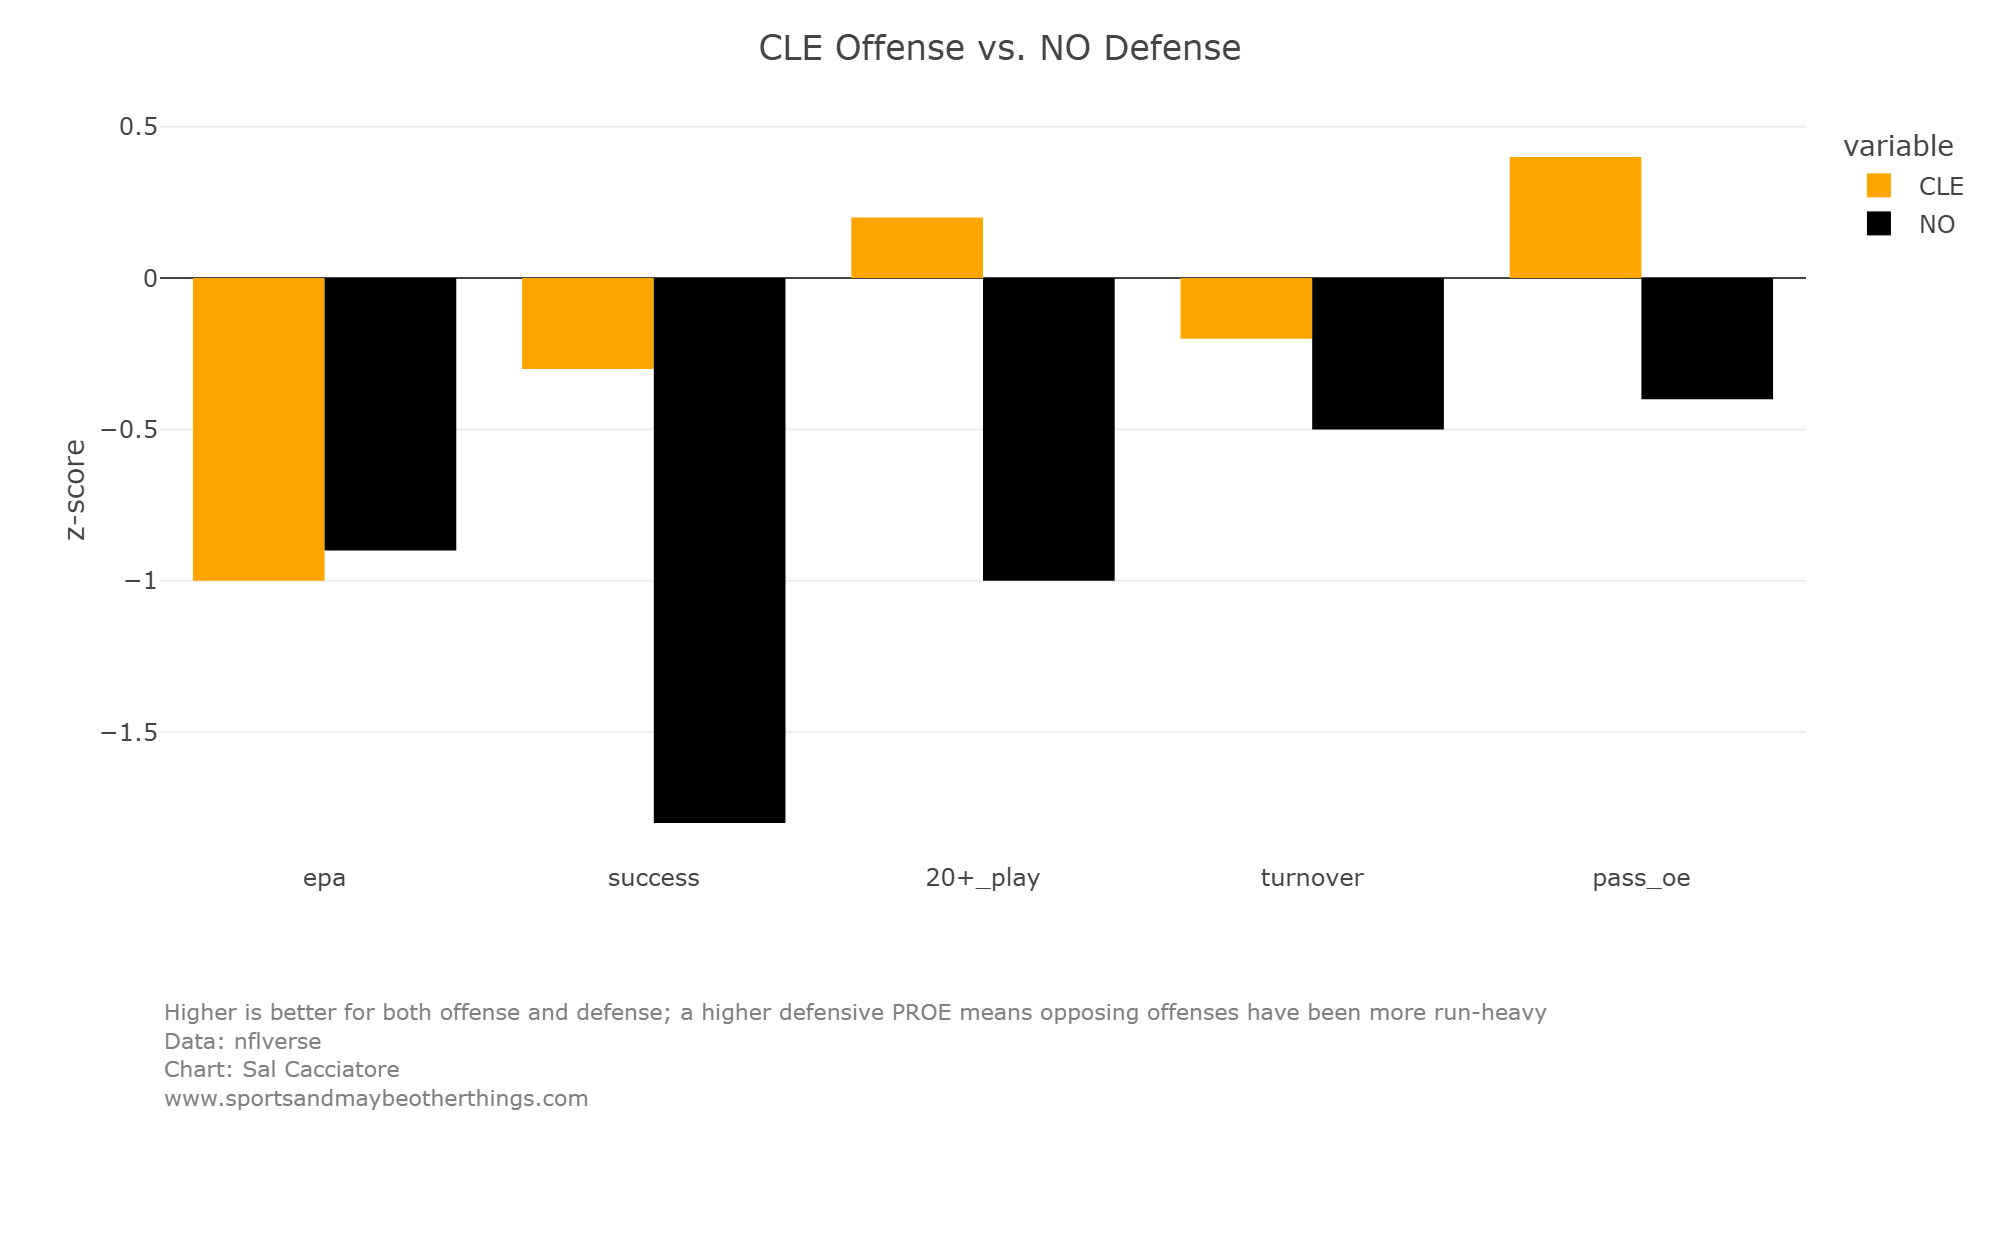 CLE Offense vs. NO Defense
variable
CLE
NO
0.5
0
−0.5
−1
−1.5
z-score
epa
success
20+_play
turnover
pass_oe
Higher is better for both offense and defense; a higher defensive PROE means opposing offenses have been more run-heavy
Data: nflverse
Chart: Sal Cacciatore
www.sportsandmaybeotherthings.com